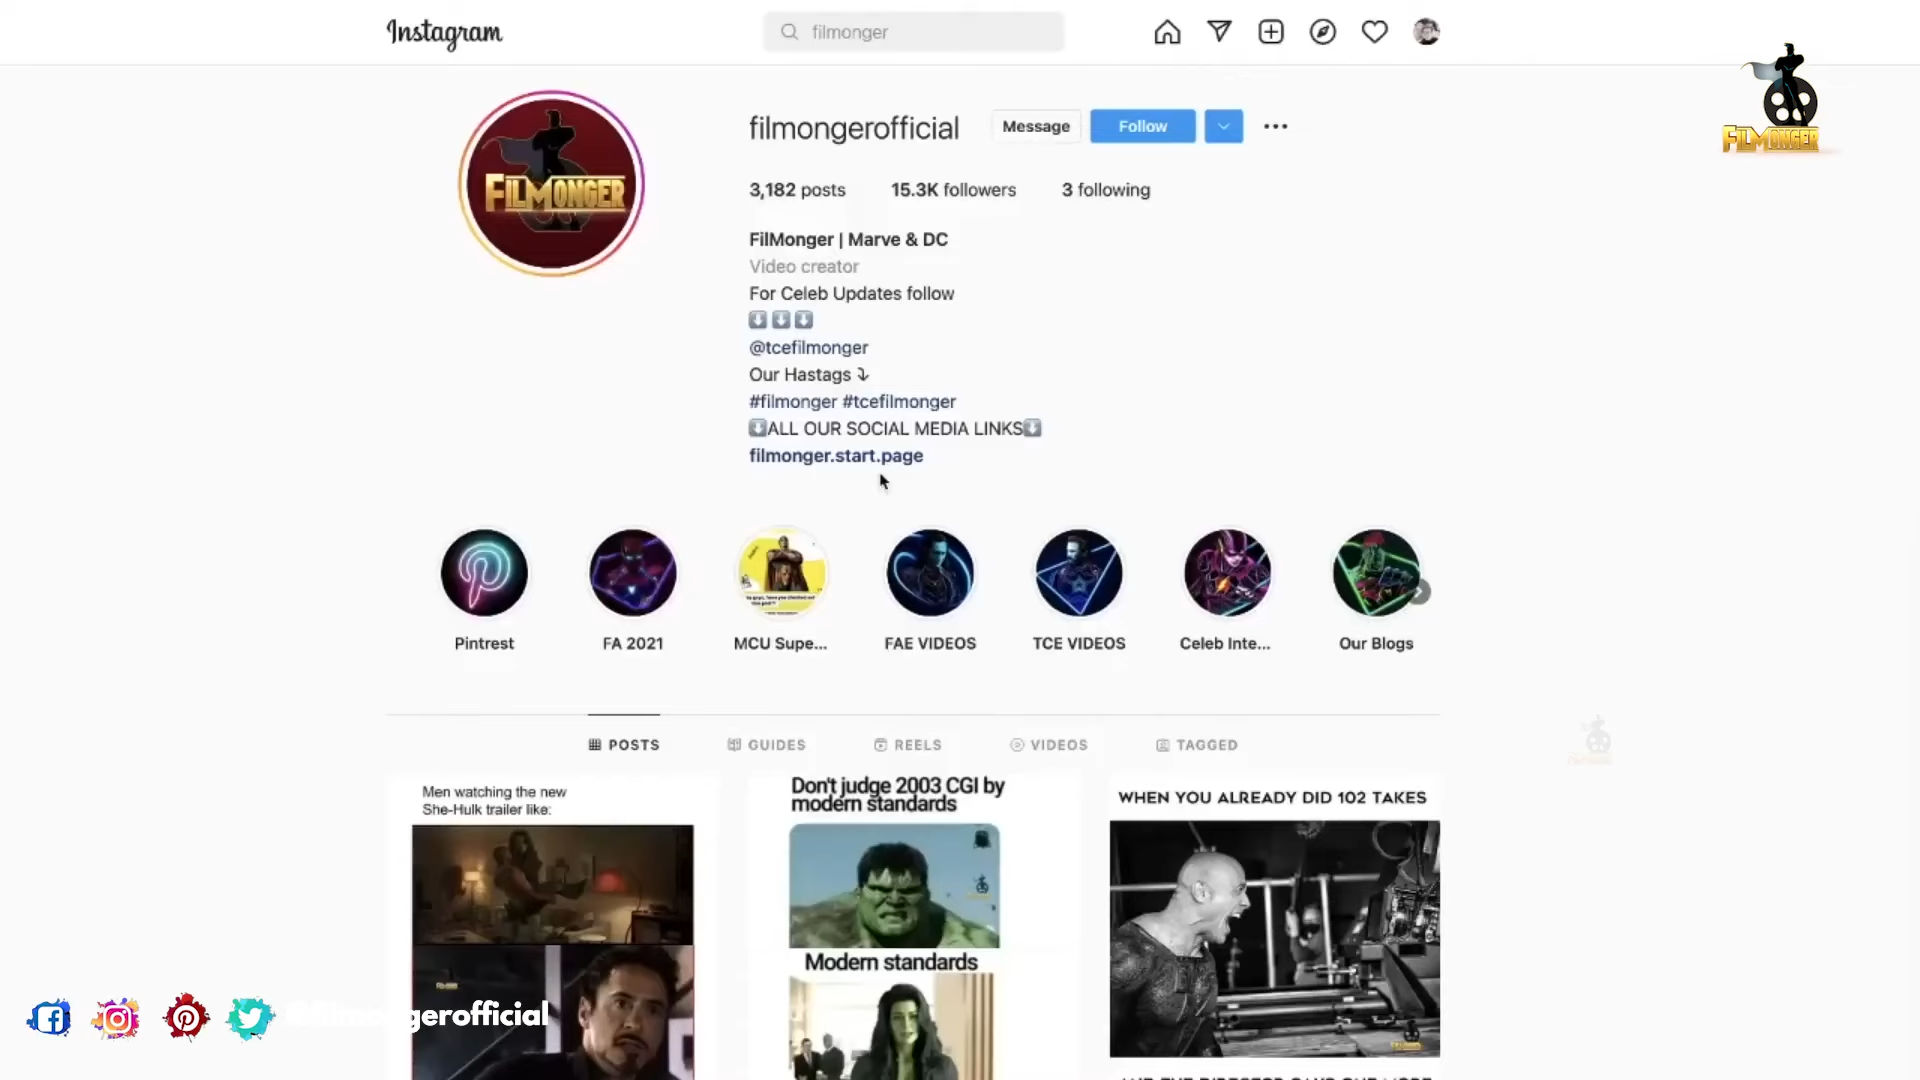 Instagram
filmonger
FILMONGER
FILMONGER
filmongerofficial
Message
Follow
3,182 posts
15.3K followers
3 following
FilMonger | Marve & DC
Video creator
For Celeb Updates follow
@tcefilmonger
Our Hastags
#filmonger #tcefilmonger
ALL OUR SOCIAL MEDIA LINKS
filmonger.start.page
Pintrest
FA 2021
MCU Supe...
FAE VIDEOS
TCE VIDEOS
Celeb Inte...
Our Blogs
POSTS
GUIDES
REELS
VIDEOS
TAGGED
Men watching the new
She-Hulk trailer like:
Don't judge 2003 CGI by
modern standards
Modern standards
WHEN YOU ALREADY DID 102 TAKES
@filmongerofficial